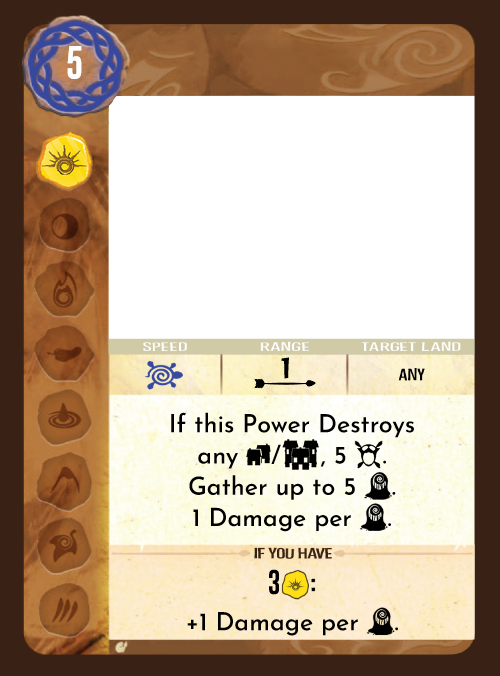 5
SPEED RANGE TARGET LAND
1 ANY
If this Power Destroys
any /, 5 .
Gather up to 5 .
1 Damage per .
IF YOU HAVE
3 :
+1 Damage per .